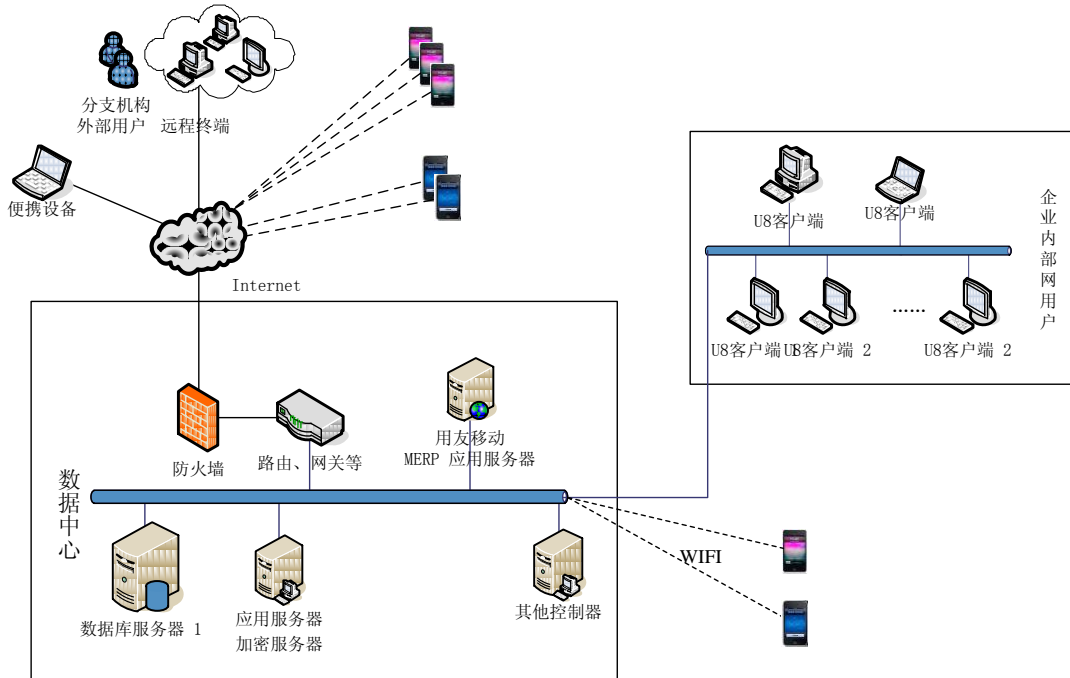 分支机构
外部用户 远程终端
便携设备
Internet
U8客户端
U8客户端
企业内部网用户
U8客户端
U8客户端 2
……
U8客户端 2
防火墙
路由、网关等
用友移动
MERP 应用服务器
数据中心
WIFI
数据库服务器 1
应用服务器
加密服务器
其他控制器